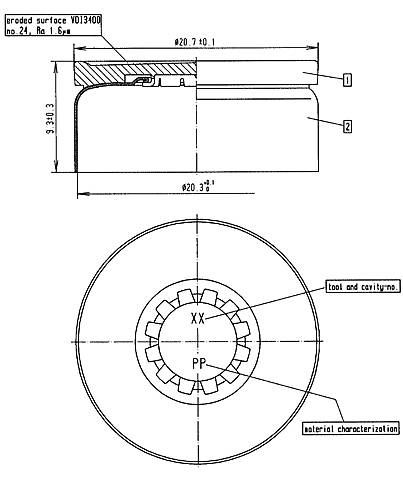 eroded surface VDI3400
no.24, Ra 1.6µm
ø20.7±0.1
1
9.3±0.3
2
ø20.3+0.1 0
tool and cavity-no.
XX
PP
material characterization